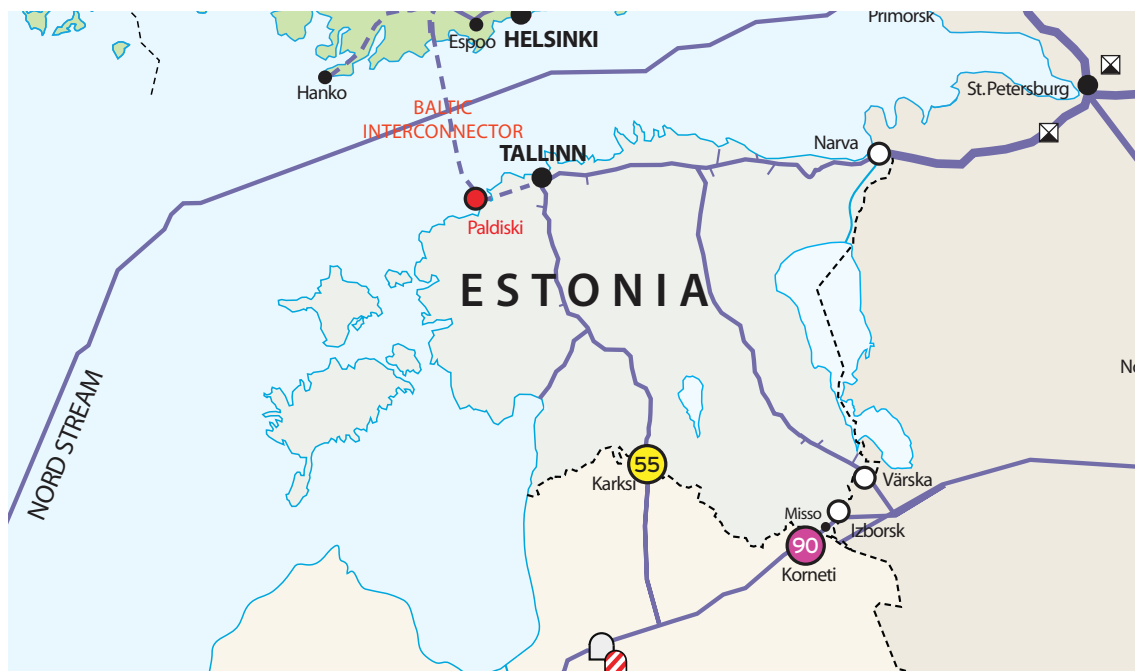 Primorsk
Espoo
HELSINKI
Hanko
St. Petersburg
BALTIC
INTERCONNECTOR
Narva
TALLINN
Paldiski
ESTONIA
NORD STREAM
55
Karksi
Värska
Misso
Izborsk
90
Korneti